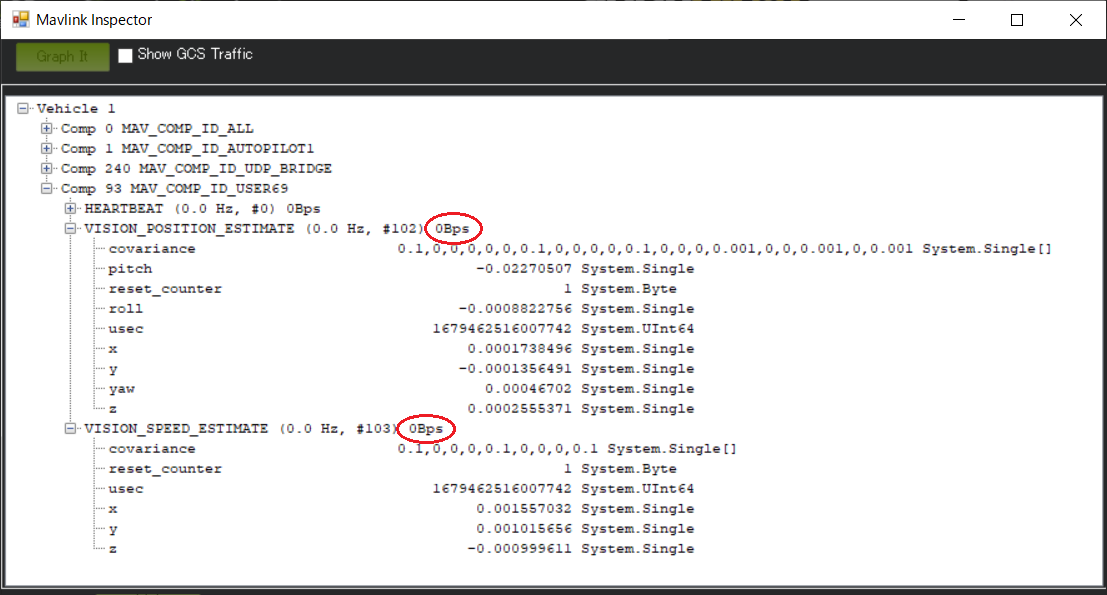 Mavlink Inspector
Graph It Show GCS Traffic
Vehicle 1
Comp 0 MAV_COMP_ID_ALL
Comp 1 MAV_COMP_ID_AUTOPILOT1
Comp 240 MAV_COMP_ID_UDP_BRIDGE
Comp 93 MAV_COMP_ID_USER69
HEARTBEAT (0.0 Hz, #0) 0Bps
VISION_POSITION_ESTIMATE (0.0 Hz, #102) 0Bps
covariance 0.1,0,0,0,0,0,0.1,0,0,0,0,0.1,0,0,0,0.001,0,0,0.001,0,0.001 System.Single[]
pitch -0.02270507 System.Single
reset_counter 1 System.Byte
roll -0.0008822756 System.Single
usec 1679462516007742 System.UInt64
x 0.0001738496 System.Single
y -0.0001356491 System.Single
yaw 0.00046702 System.Single
z 0.0002555371 System.Single
VISION_SPEED_ESTIMATE (0.0 Hz, #103) 0Bps
covariance 0.1,0,0,0,0.1,0,0,0,0.1 System.Single[]
reset_counter 1 System.Byte
usec 1679462516007742 System.UInt64
x 0.001557032 System.Single
y 0.001015656 System.Single
z -0.000999611 System.Single